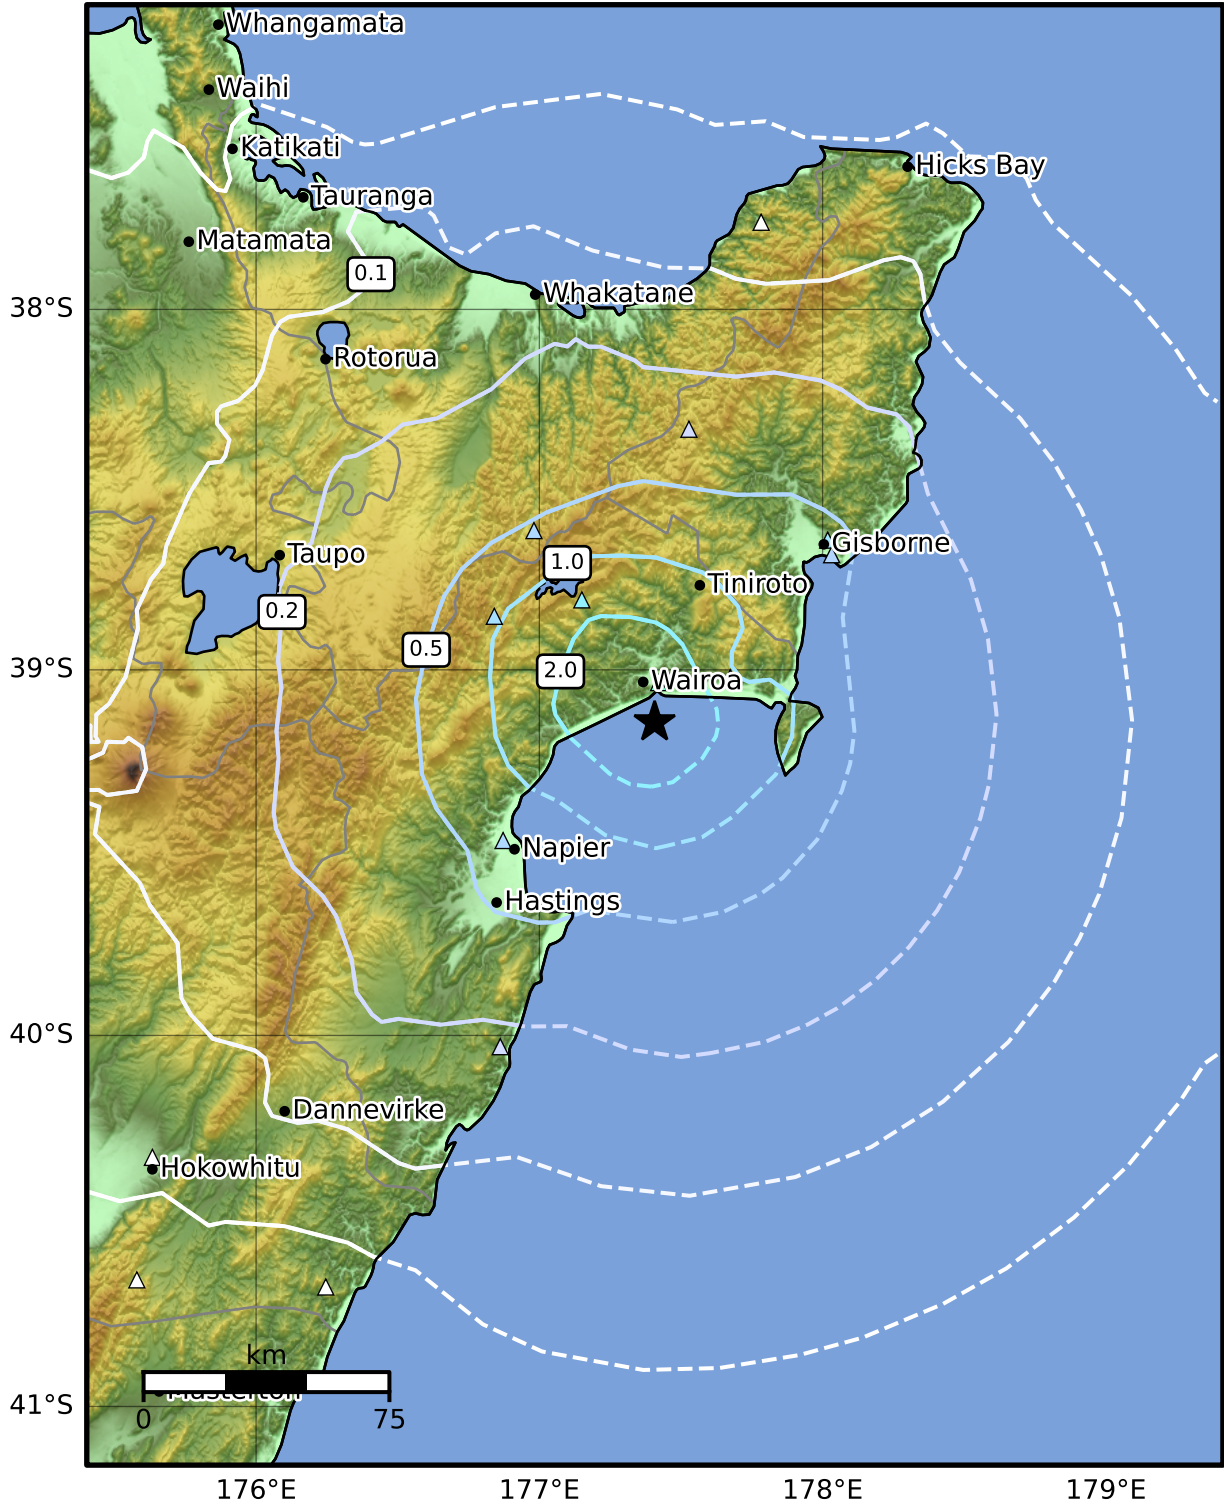 Whangamata
Waihi
Katikati
Tauranga
Matamata
Hicks Bay
0.1
Whakatane
38°S
Rotorua
Gisborne
Taupo
1.0
Tiniroto
0.2
0.5
2.0
39°S
Wairoa
Napier
Hastings
40°S
Dannevirke
Hokowhitu
km
Masterton
41°S
0
75
176°E
177°E
178°E
179°E